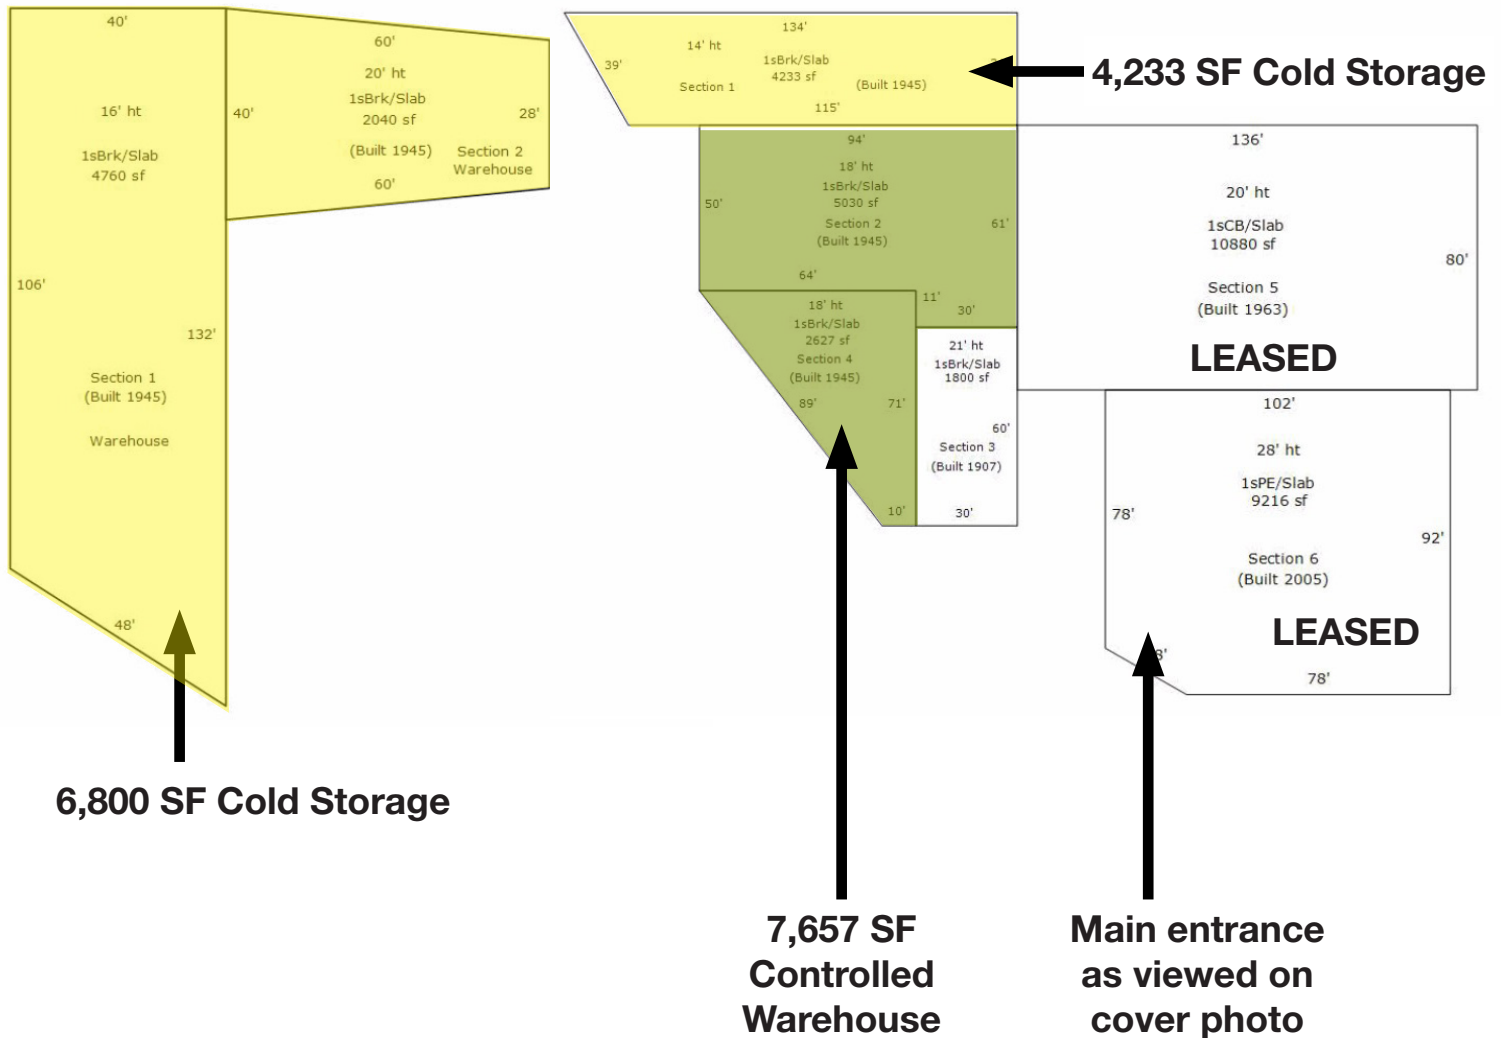 40'
16' ht
1sBrk/Slab
4760 sf
106'
132'
Section 1
(Built 1945)
Warehouse
48'
60'
20' ht
1sBrk/Slab
2040 sf
40'
28'
(Built 1945)
Section 2
Warehouse
60'
6,800 SF Cold Storage
134'
14' ht
39'
1sBrk/Slab
4233 sf
Section 1
(Built 1945)
115'
4,233 SF Cold Storage
94'
18' ht
1sBrk/Slab
5030 sf
50'
Section 2
61'
(Built 1945)
64'
11'
30'
18' ht
1sBrk/Slab
2627 sf
Section 4
(Built 1945)
89'
71'
10'
21' ht
1sBrk/Slab
1800 sf
60'
Section 3
(Built 1907)
30'
136'
20' ht
1sCB/Slab
10880 sf
80'
Section 5
(Built 1963)
LEASED
102'
28' ht
1sPE/Slab
9216 sf
78'
92'
Section 6
(Built 2005)
LEASED
78'
7,657 SF
Controlled
Warehouse
Main entrance
as viewed on
cover photo